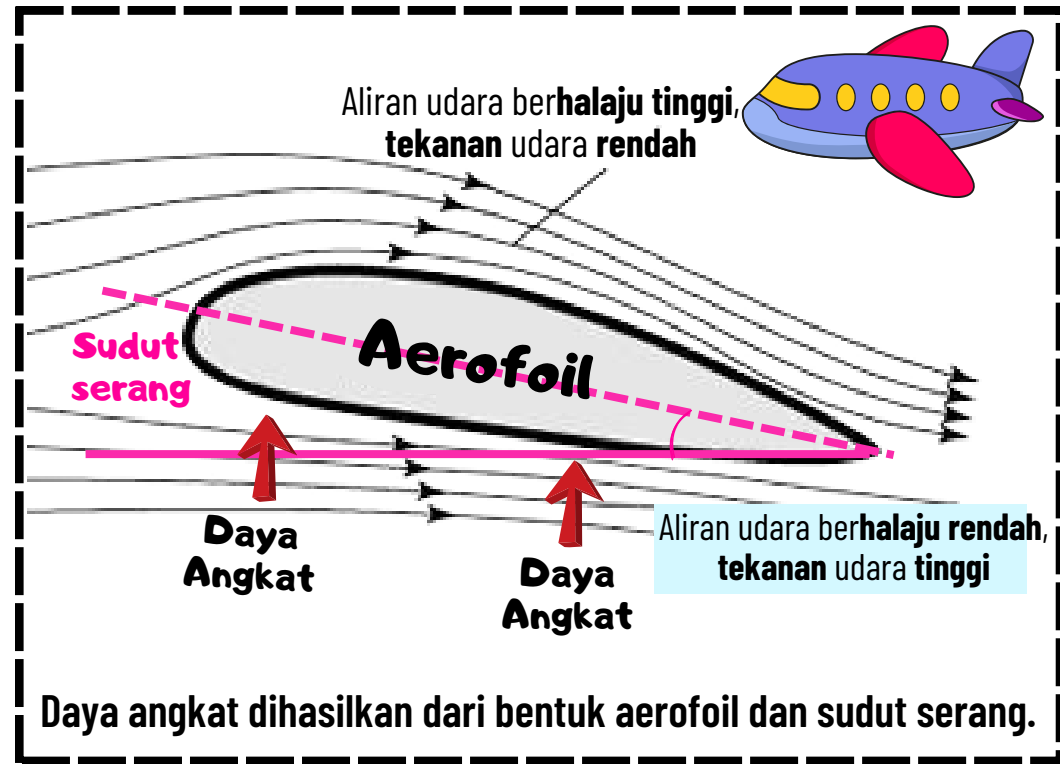 Aliran udara berhalaju tinggi,
tekanan udara rendah
Sudut
serang
Aerofoil
Daya
Angkat
Daya
Angkat
Aliran udara berhalaju rendah,
tekanan udara tinggi
Daya angkat dihasilkan dari bentuk aerofoil dan sudut serang.